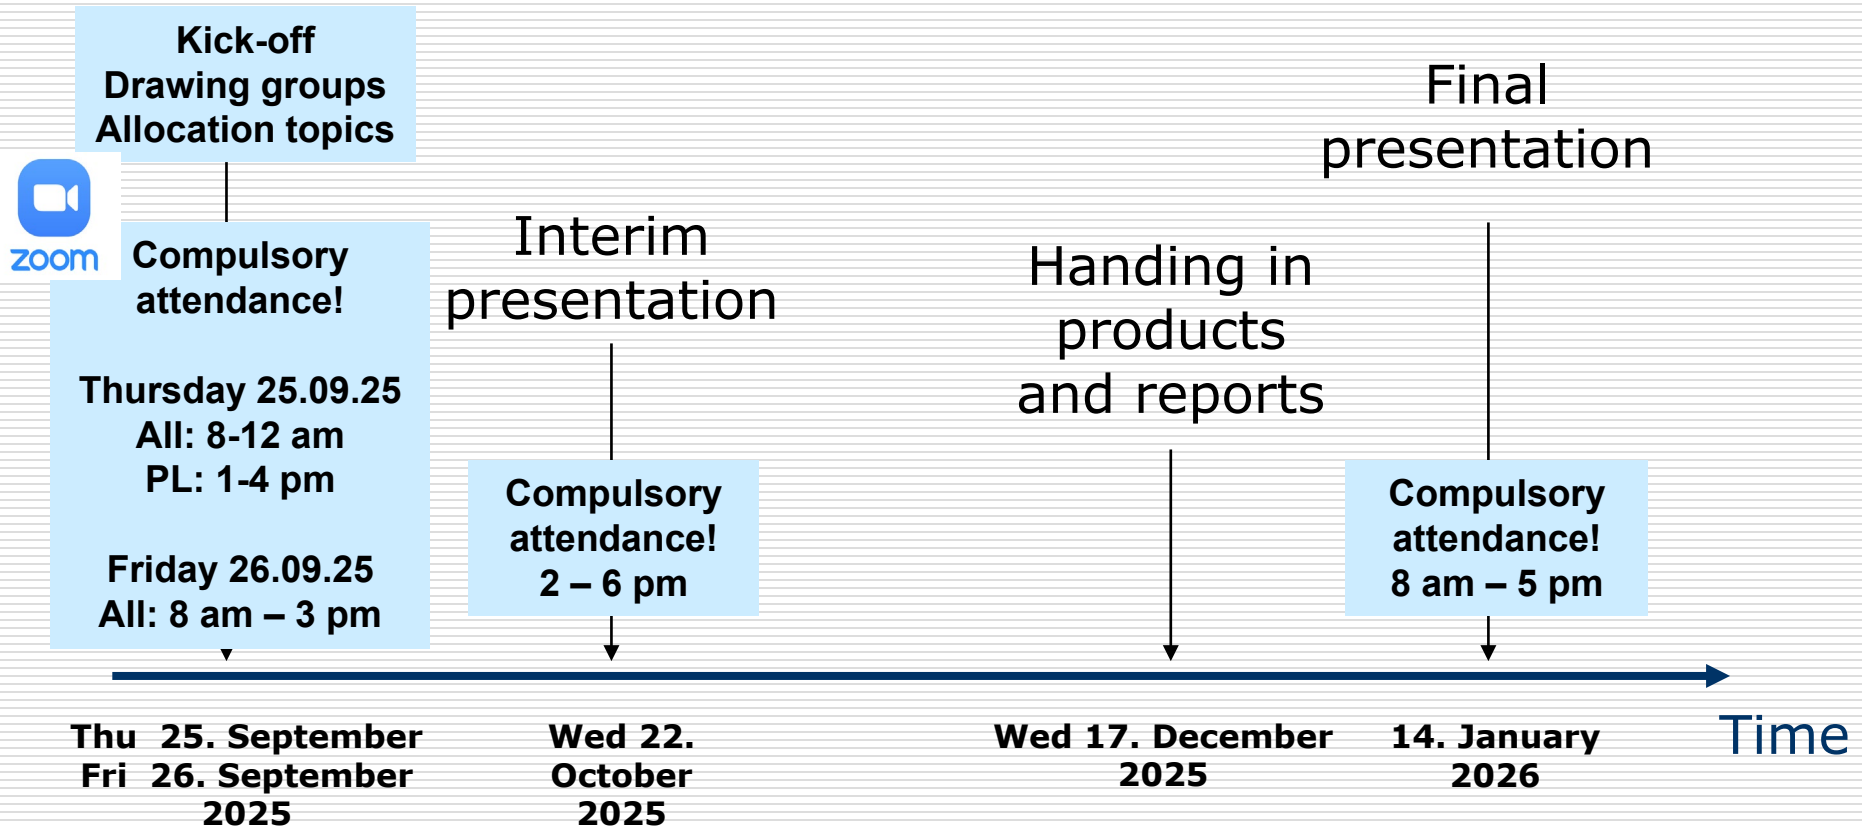 Kick-off
Drawing groups
Allocation topics
zoom
Compulsory
attendance!
Thursday 25.09.25
All: 8-12 am
PL: 1-4 pm
Friday 26.09.25
All: 8 am – 3 pm
Interim
presentation
Compulsory
attendance!
2 – 6 pm
Handing in
products
and reports
Final
presentation
Compulsory
attendance!
8 am – 5 pm
Thu 25. September
Fri 26. September
2025
Wed 22.
October
2025
Wed 17. December
2025
14. January
2026
Time